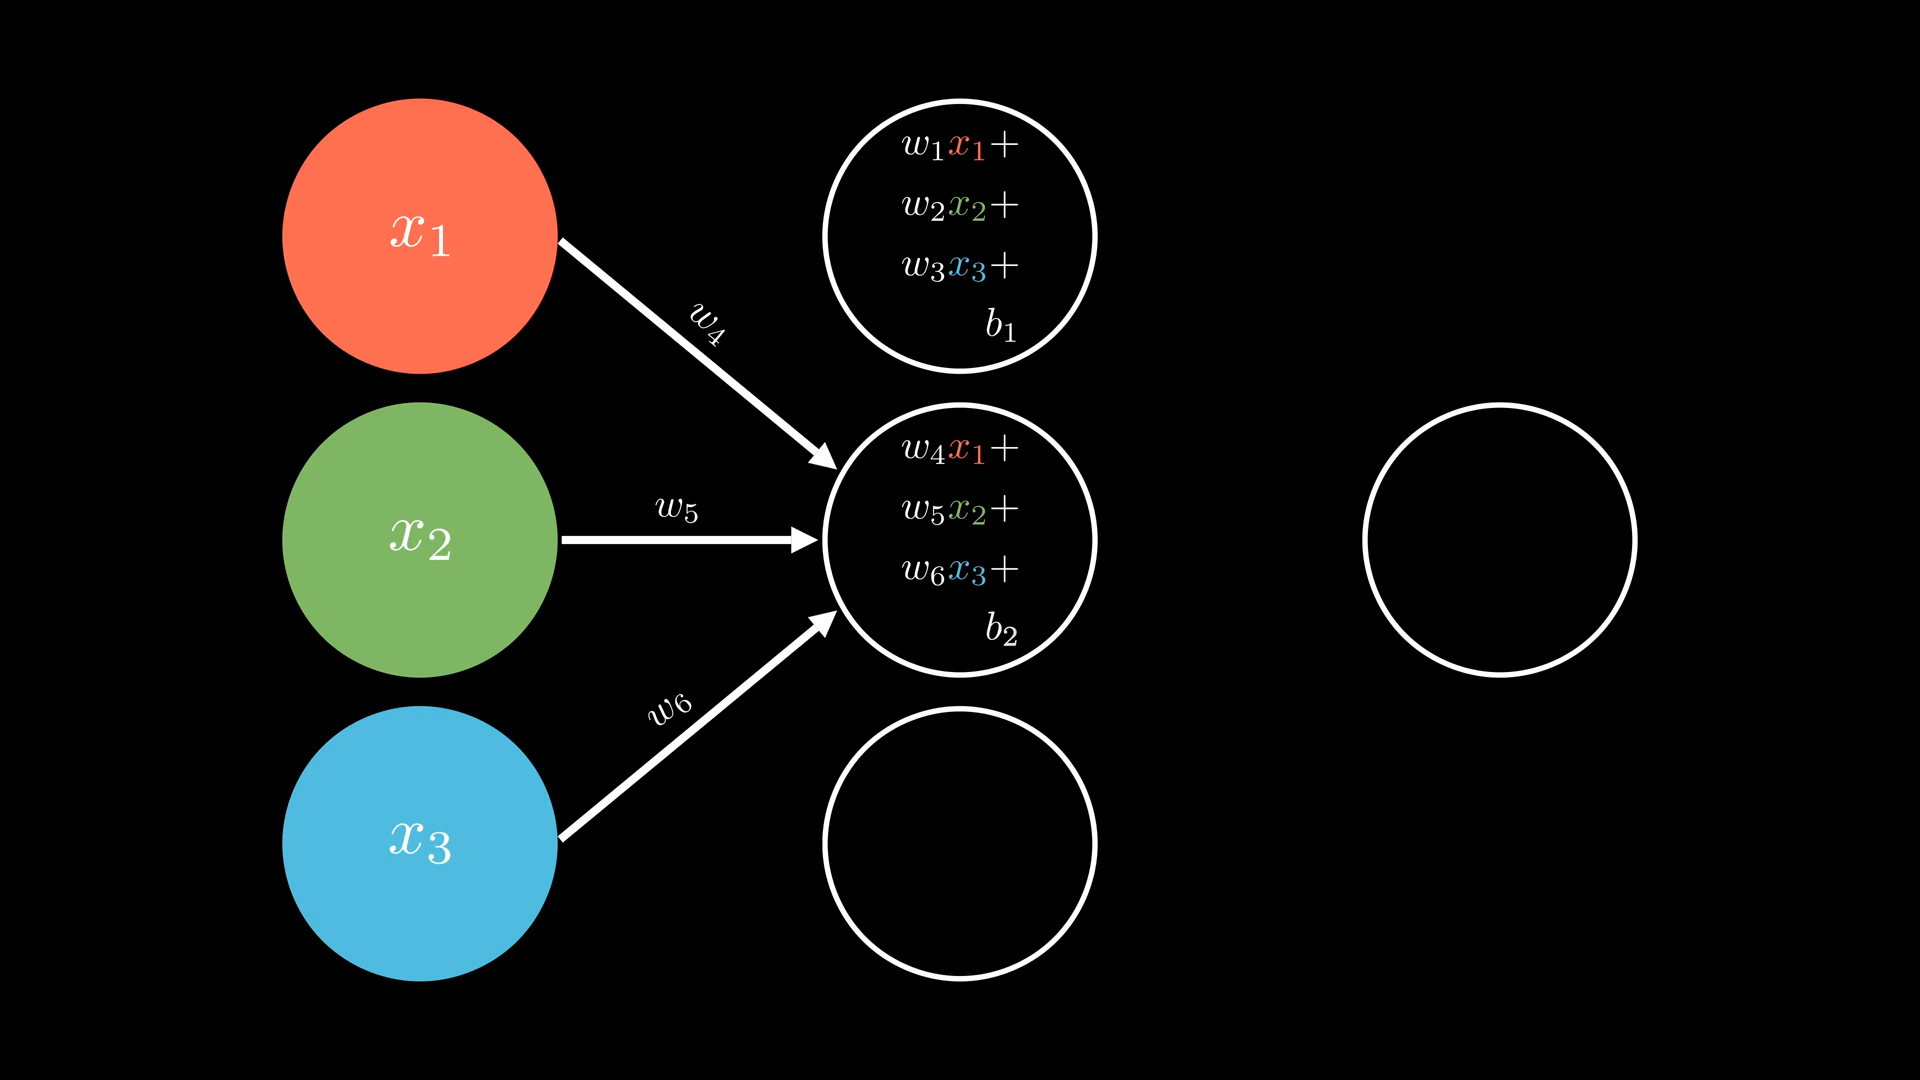 x₁
w₄
x₂
w₅
x₃
w₆
w₁x₁+
w₂x₂+
w₃x₃+
b₁
w₄x₁+
w₅x₂+
w₆x₃+
b₂